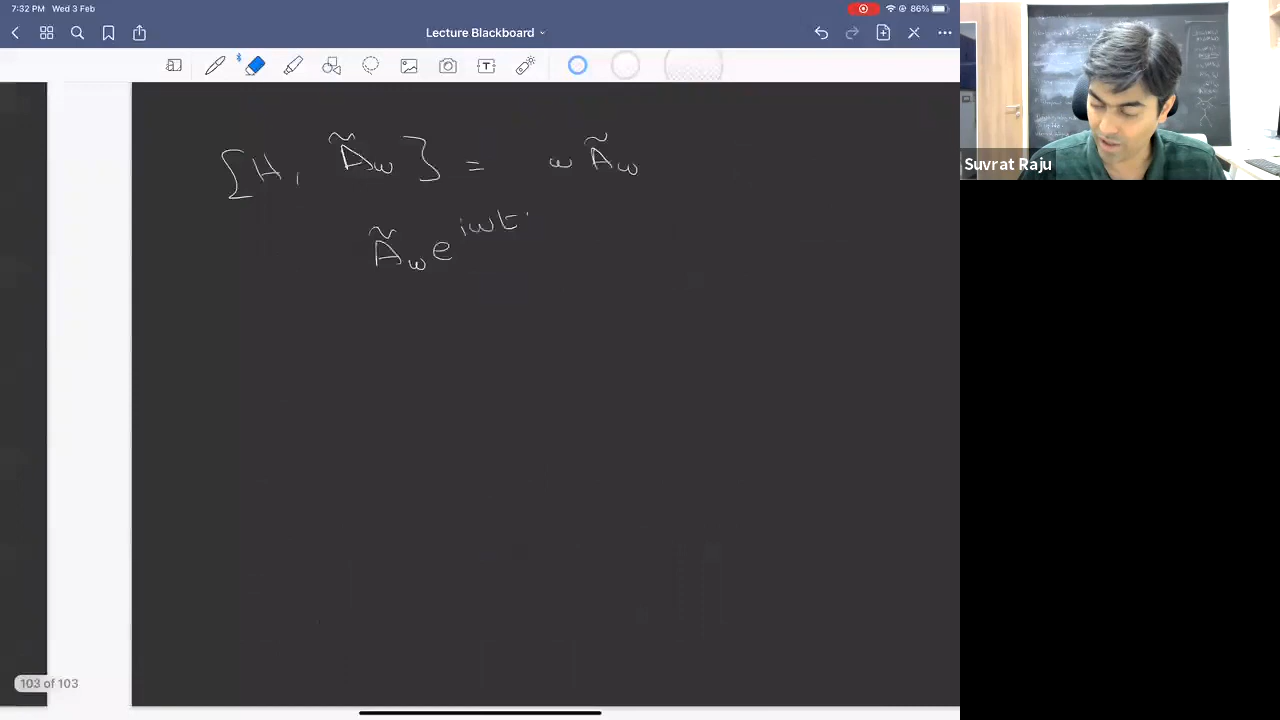 7:32 PM Wed 3 Feb
86%
Lecture Blackboard
Suvrat Raju
[H, Ã_ω] = ω Ã_ω
Ã_ω e^{iωt}
103 of 103